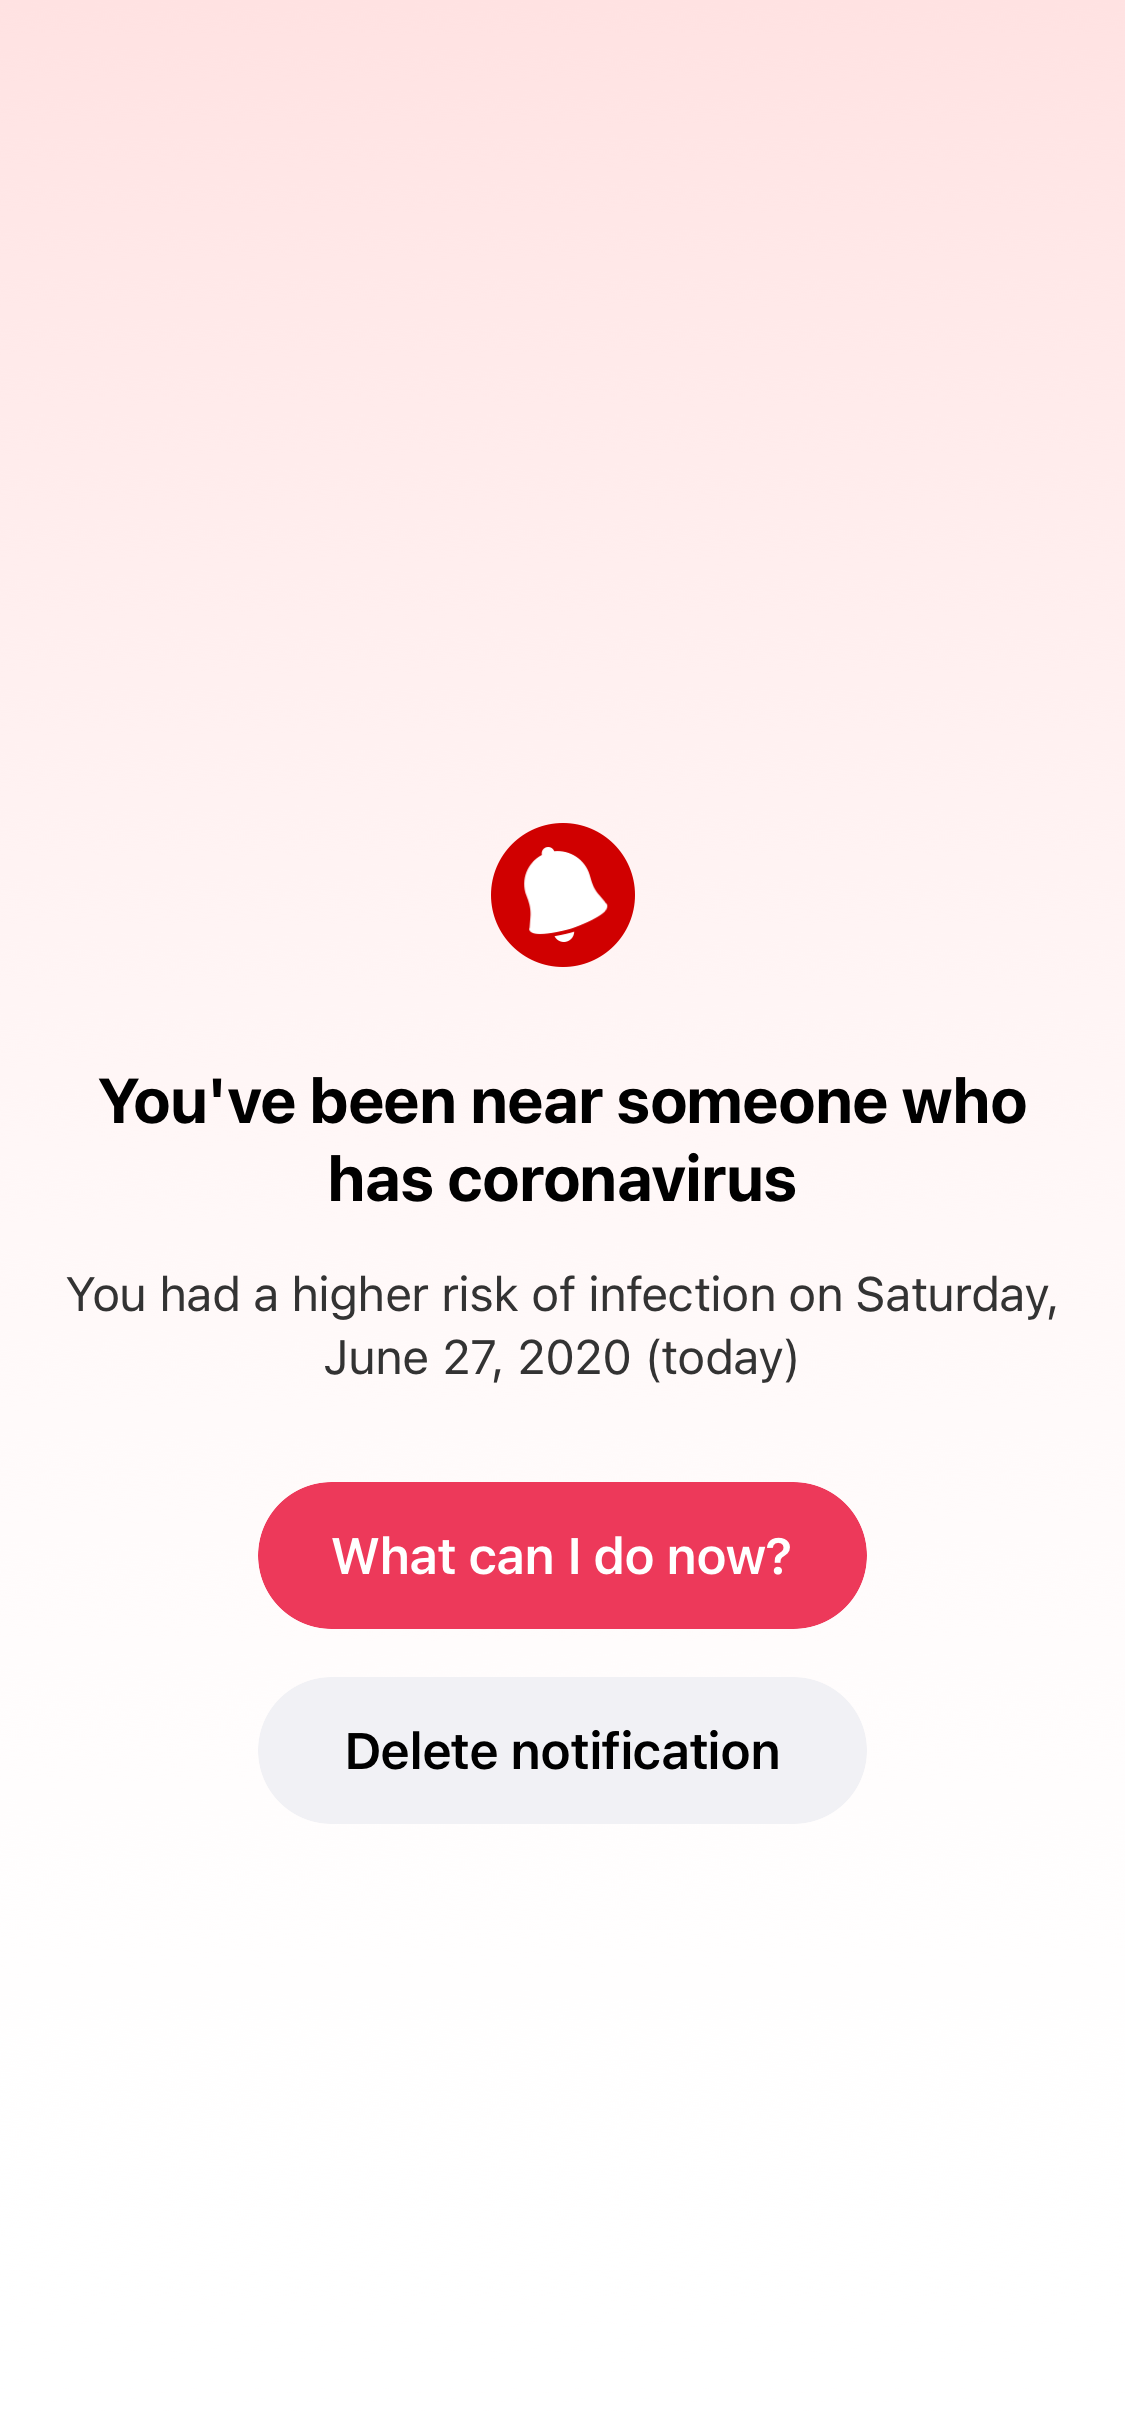 You've been near someone who
has coronavirus
You had a higher risk of infection on Saturday,
June 27, 2020 (today)
What can I do now?
Delete notification